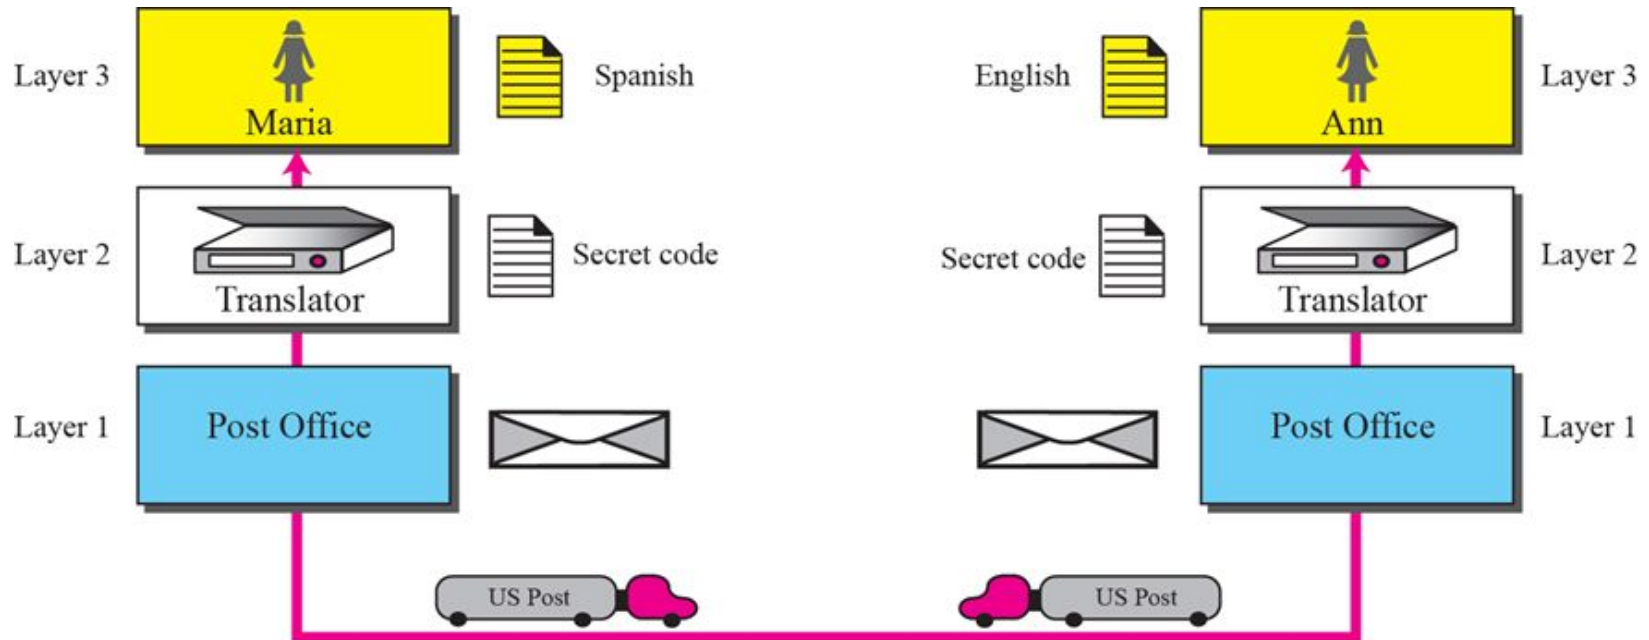 Layer 3
Maria
Spanish
English
Ann
Layer 3
Layer 2
Translator
Secret code
Secret code
Translator
Layer 2
Layer 1
Post Office
Post Office
Layer 1
US Post
US Post